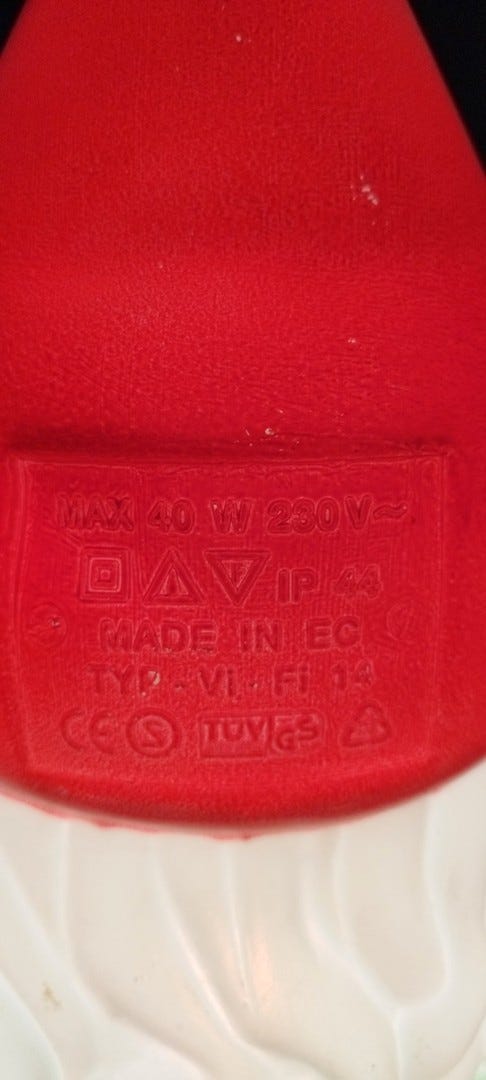 MAX 40 W 230V~
IP 44
MADE IN EC
TYP - Vi - Fi 14
CE S TÜV GS